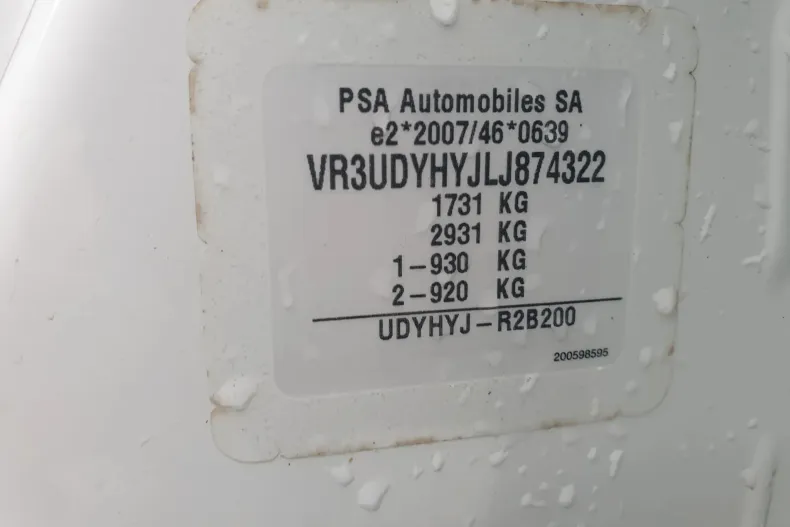 PSA Automobiles SA
e2*2007/46*0639
VR3UDYHYJLJ874322
1731 KG
2931 KG
1-930 KG
2-920 KG
UDYHYJ-R2B200
200598595